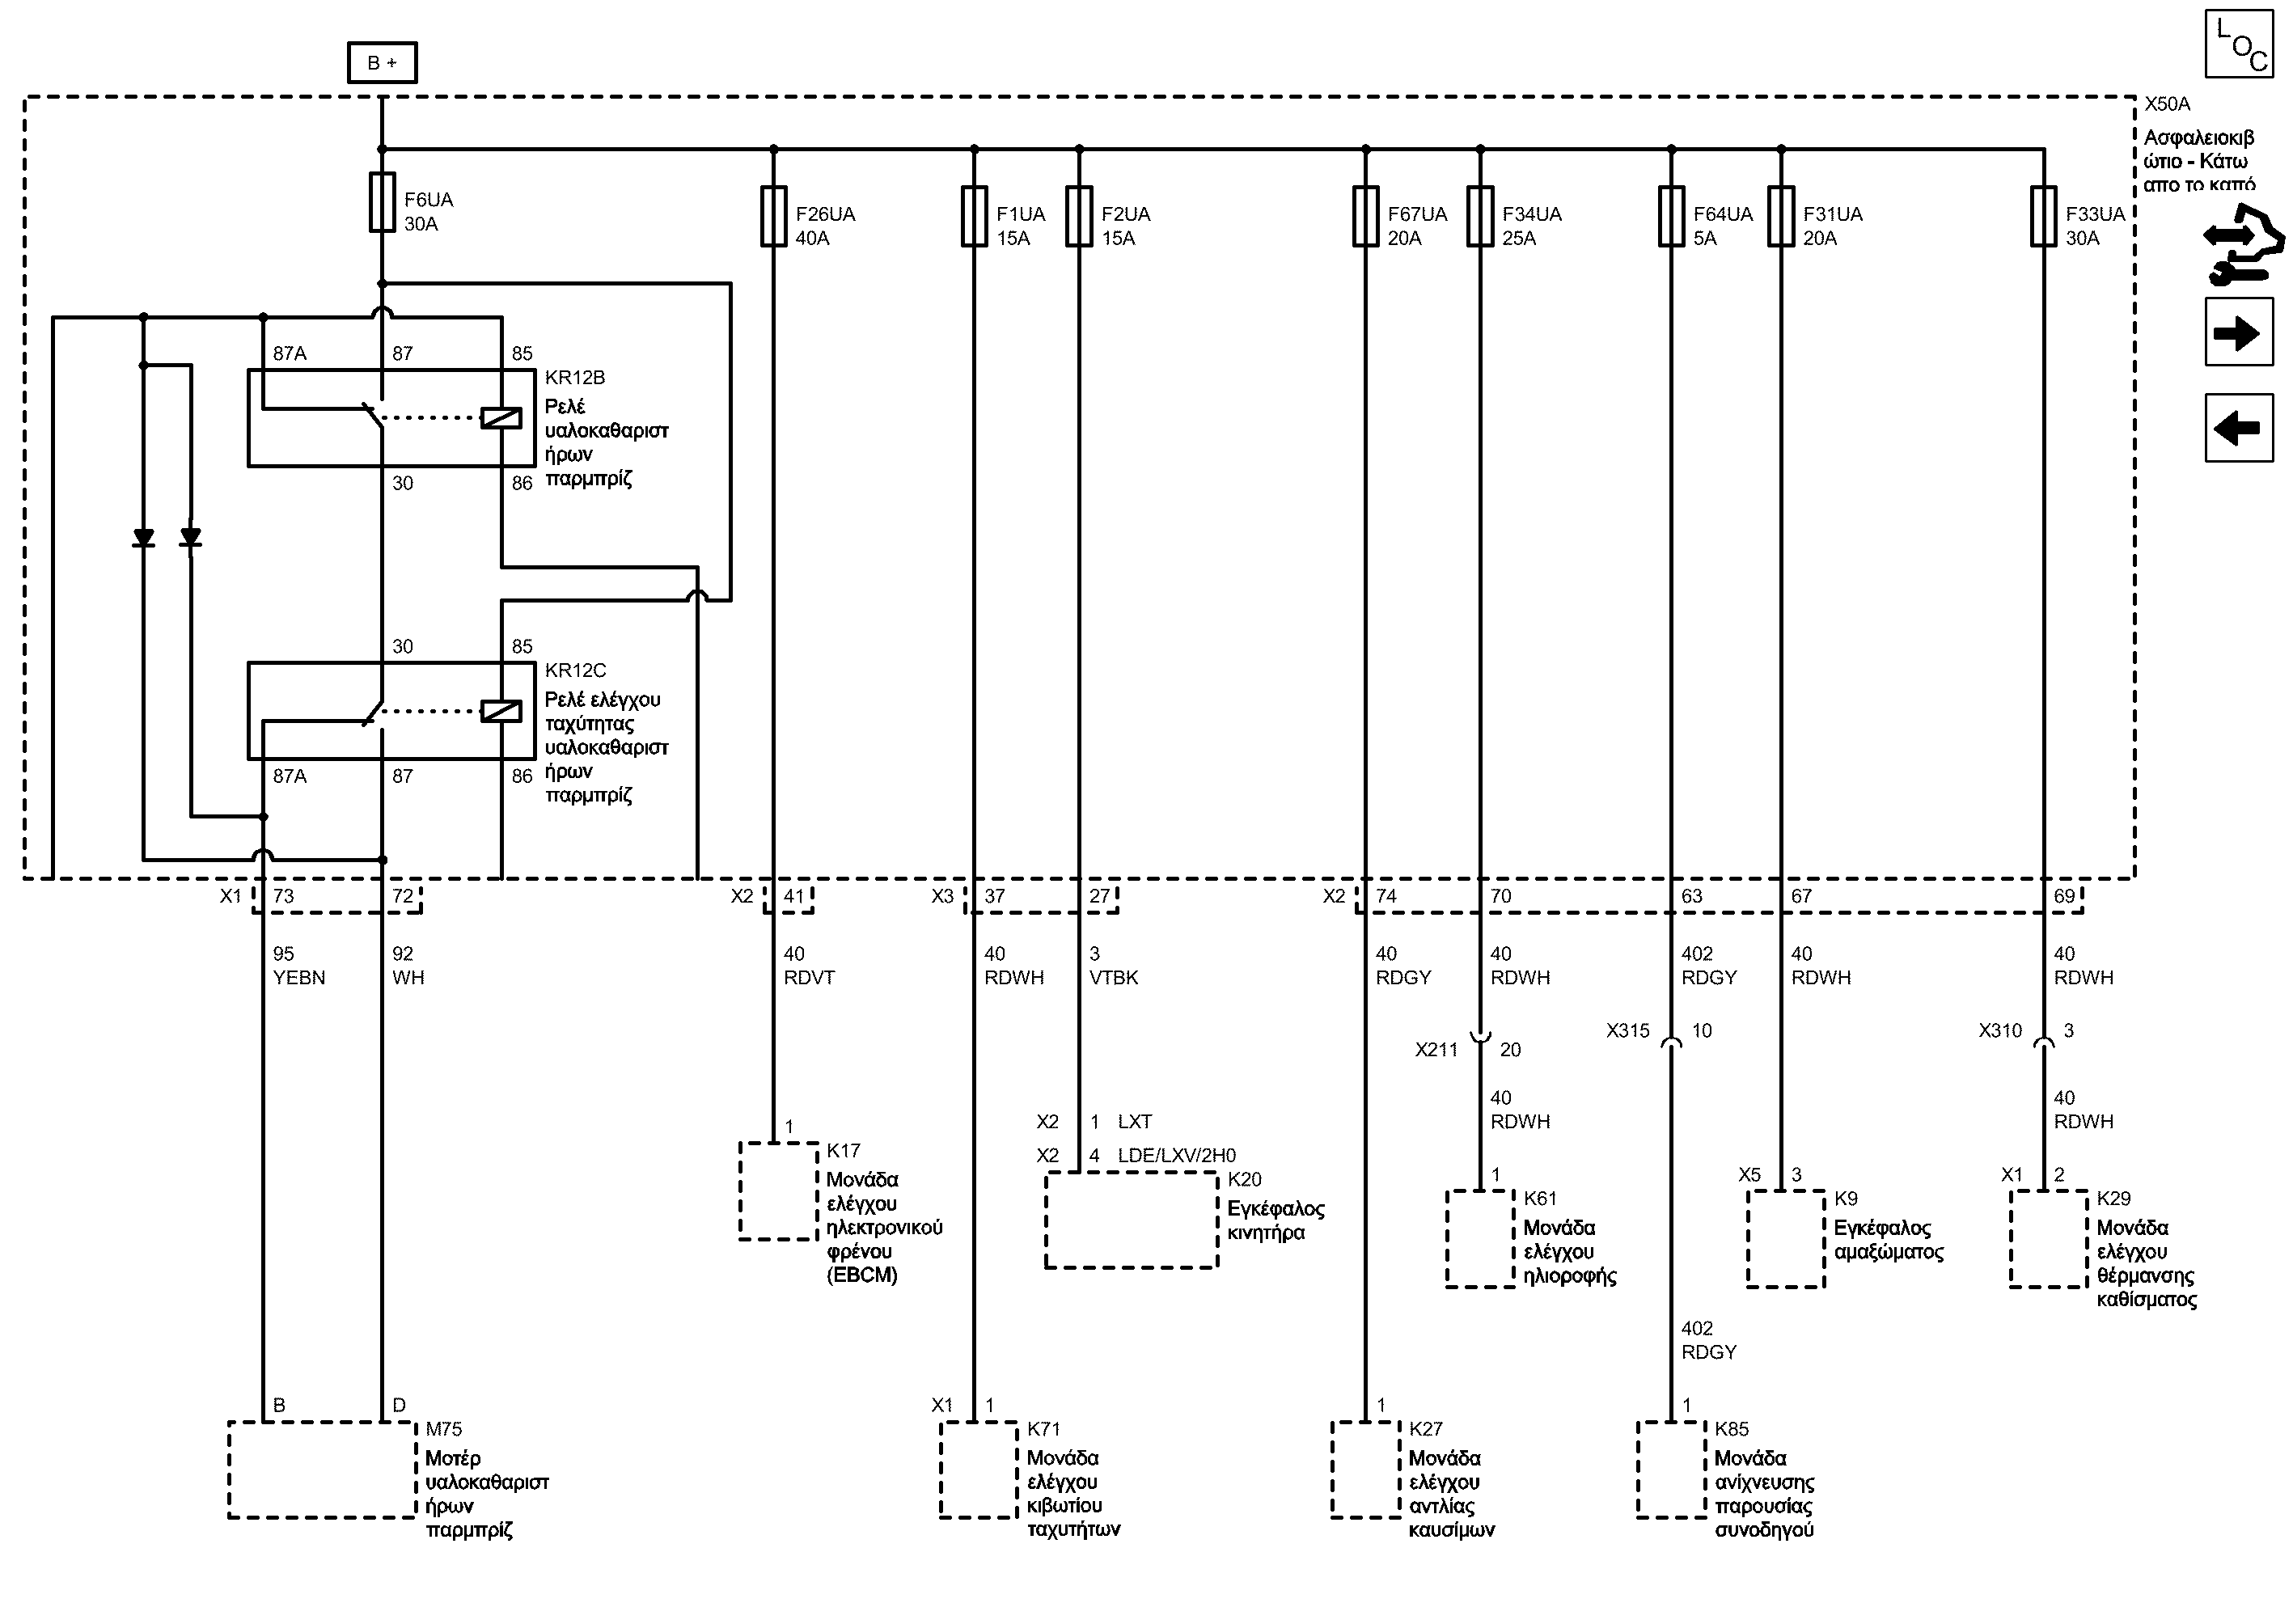 B +
LOC
X50A
Ασφαλειοκιβ
ώτιο - Κάτω
απο το καπό
F6UA
30A
F26UA
40A
F1UA
15A
F2UA
15A
F67UA
20A
F34UA
25A
F64UA
5A
F31UA
20A
F33UA
30A
87A
87
85
KR12B
Ρελέ
υαλοκαθαριστ
ήρων
παρμπρίζ
30
86
30
85
KR12C
Ρελέ ελέγχου
ταχύτητας
υαλοκαθαριστ
ήρων
παρμπρίζ
87A
87
86
X1
73
72
X2
41
X3
37
27
X2
74
70
63
67
69
95
YEBN
92
WH
40
RDVT
40
RDWH
3
VTBK
40
RDGY
40
RDWH
402
RDGY
40
RDWH
40
RDWH
X211
20
X315
10
X310
3
40
RDWH
40
RDWH
1
K17
Μονάδα
ελέγχου
ηλεκτρονικού
φρένου
(EBCM)
X2
1
LXT
X2
4
LDE/LXV/2H0
K20
Εγκέφαλος
κινητήρα
1
K61
Μονάδα
ελέγχου
ηλιοροφής
X5
3
K9
Εγκέφαλος
αμαξώματος
X1
2
K29
Μονάδα
ελέγχου
θέρμανσης
καθίσματος
402
RDGY
B
D
M75
Μοτέρ
υαλοκαθαριστ
ήρων
παρμπρίζ
X1
1
K71
Μονάδα
ελέγχου
κιβωτίου
ταχυτήτων
1
K27
Μονάδα
ελέγχου
αντλίας
καυσίμων
1
K85
Μονάδα
ανίχνευσης
παρουσίας
συνοδηγού